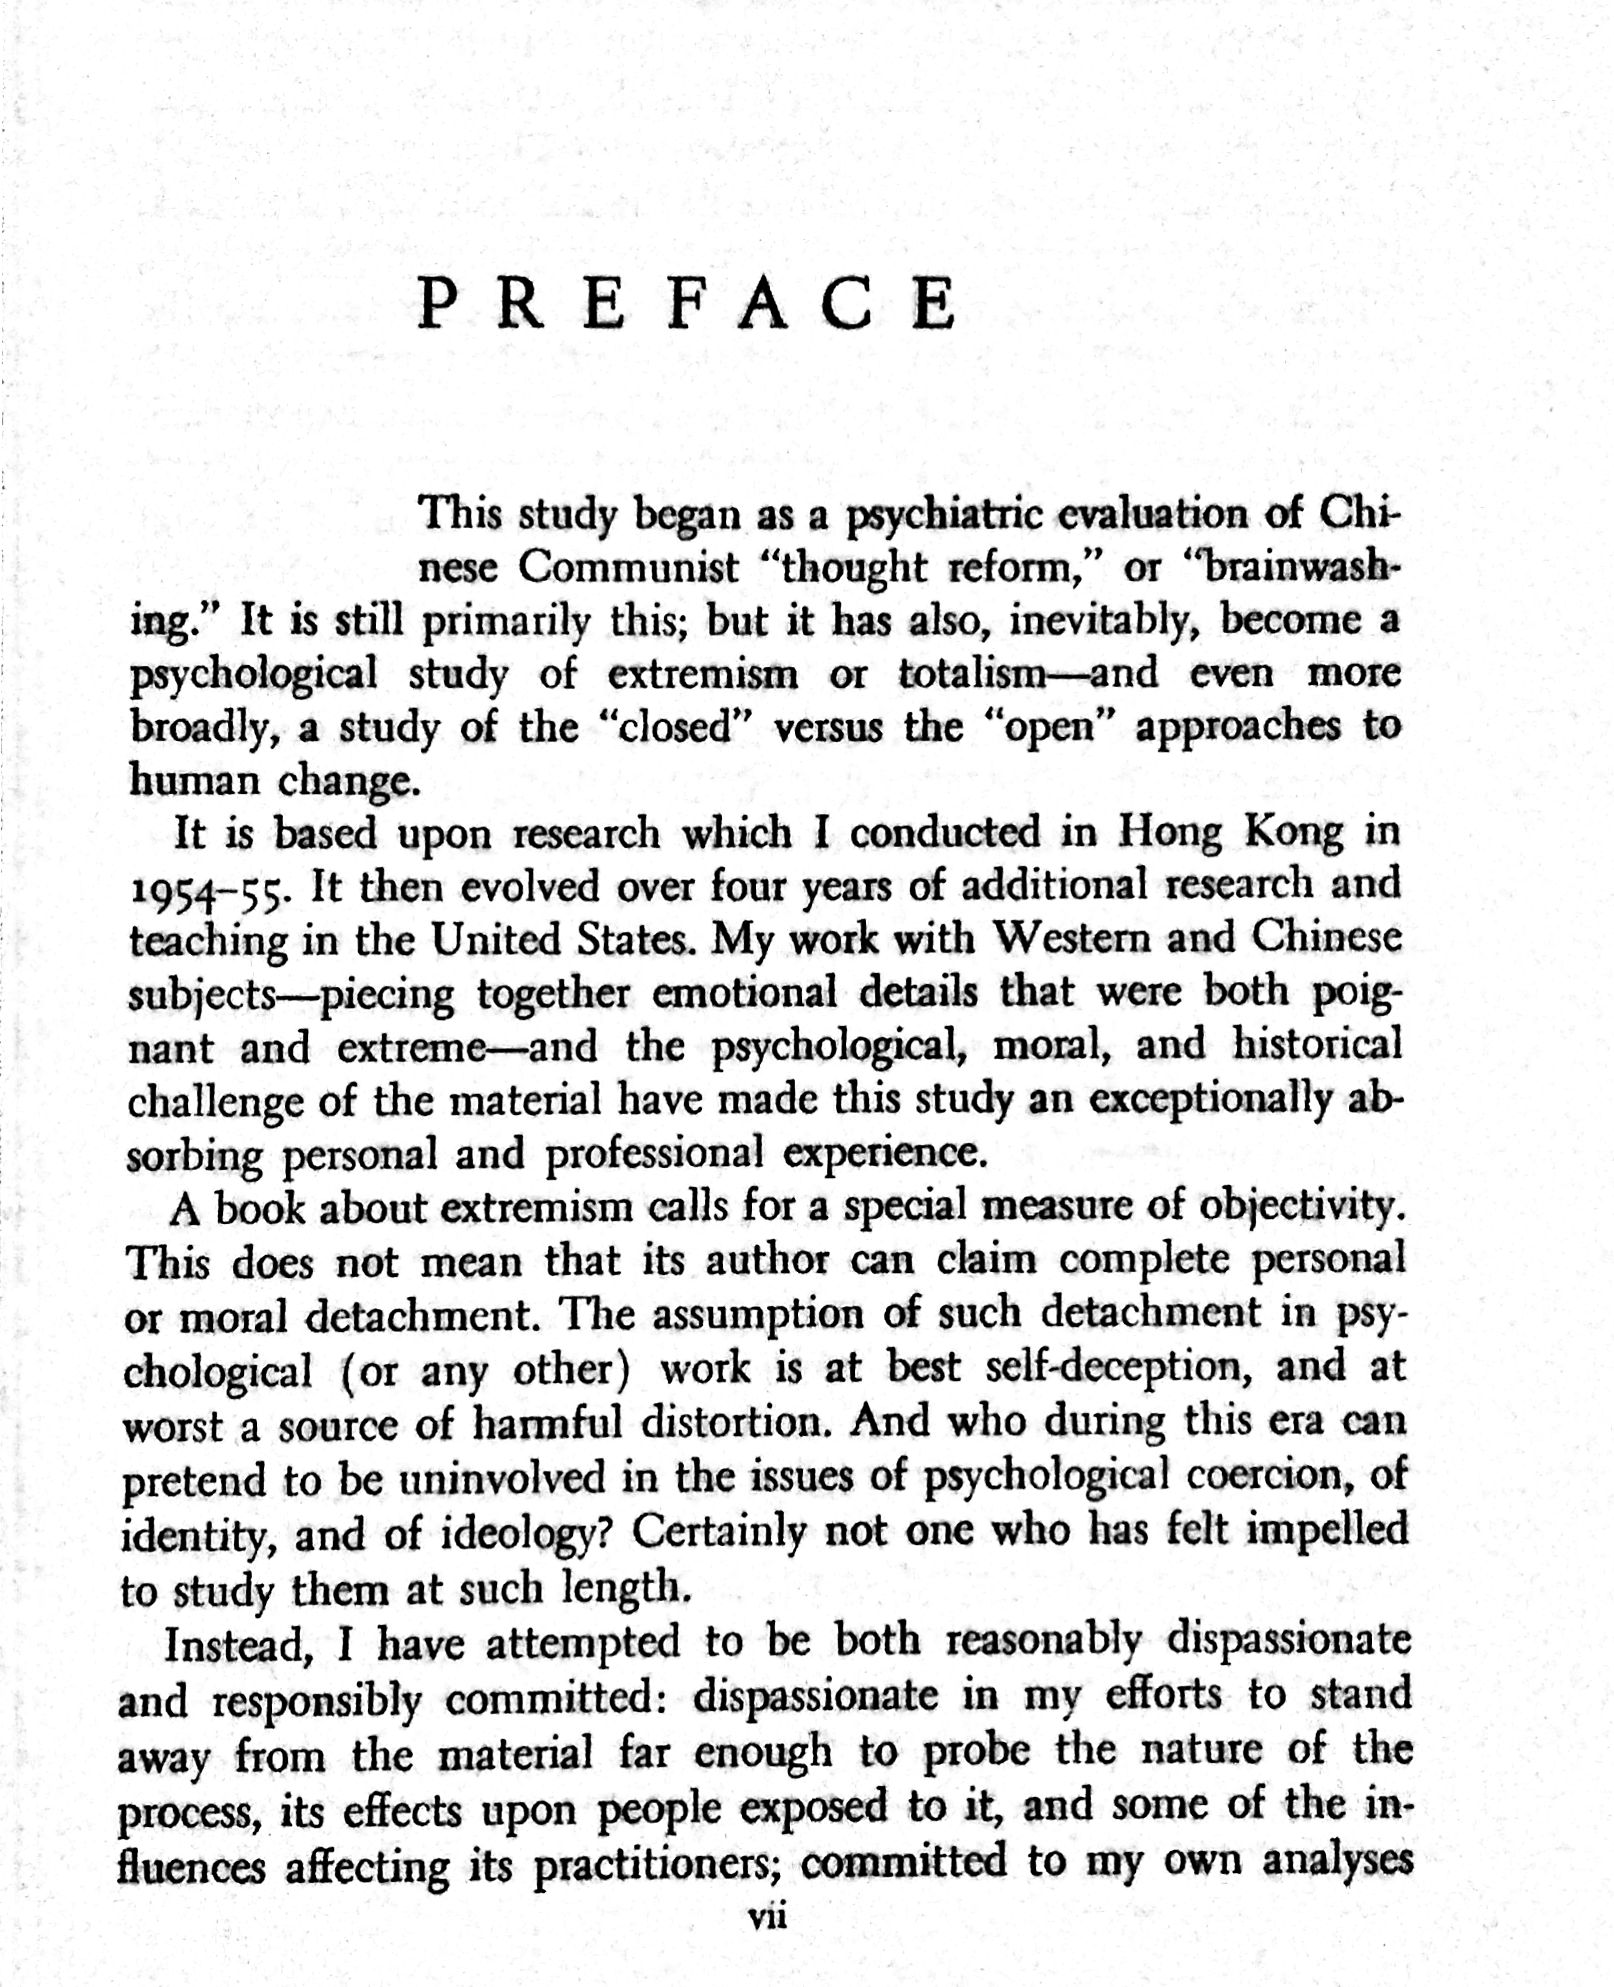 PREFACE
This study began as a psychiatric evaluation of Chi-
nese Communist “thought reform,” or “brainwash-
ing.” It is still primarily this; but it has also, inevitably, become a
psychological study of extremism or totalism—and even more
broadly, a study of the “closed” versus the “open” approaches to
human change.
It is based upon research which I conducted in Hong Kong in
1954–55. It then evolved over four years of additional research and
teaching in the United States. My work with Western and Chinese
subjects—piecing together emotional details that were both poig-
nant and extreme—and the psychological, moral, and historical
challenge of the material have made this study an exceptionally ab-
sorbing personal and professional experience.
A book about extremism calls for a special measure of objectivity.
This does not mean that its author can claim complete personal
or moral detachment. The assumption of such detachment in psy-
chological (or any other) work is at best self-deception, and at
worst a source of harmful distortion. And who during this era can
pretend to be uninvolved in the issues of psychological coercion, of
identity, and of ideology? Certainly not one who has felt impelled
to study them at such length.
Instead, I have attempted to be both reasonably dispassionate
and responsibly committed: dispassionate in my efforts to stand
away from the material far enough to probe the nature of the
process, its effects upon people exposed to it, and some of the in-
fluences affecting its practitioners; committed to my own analyses
vii